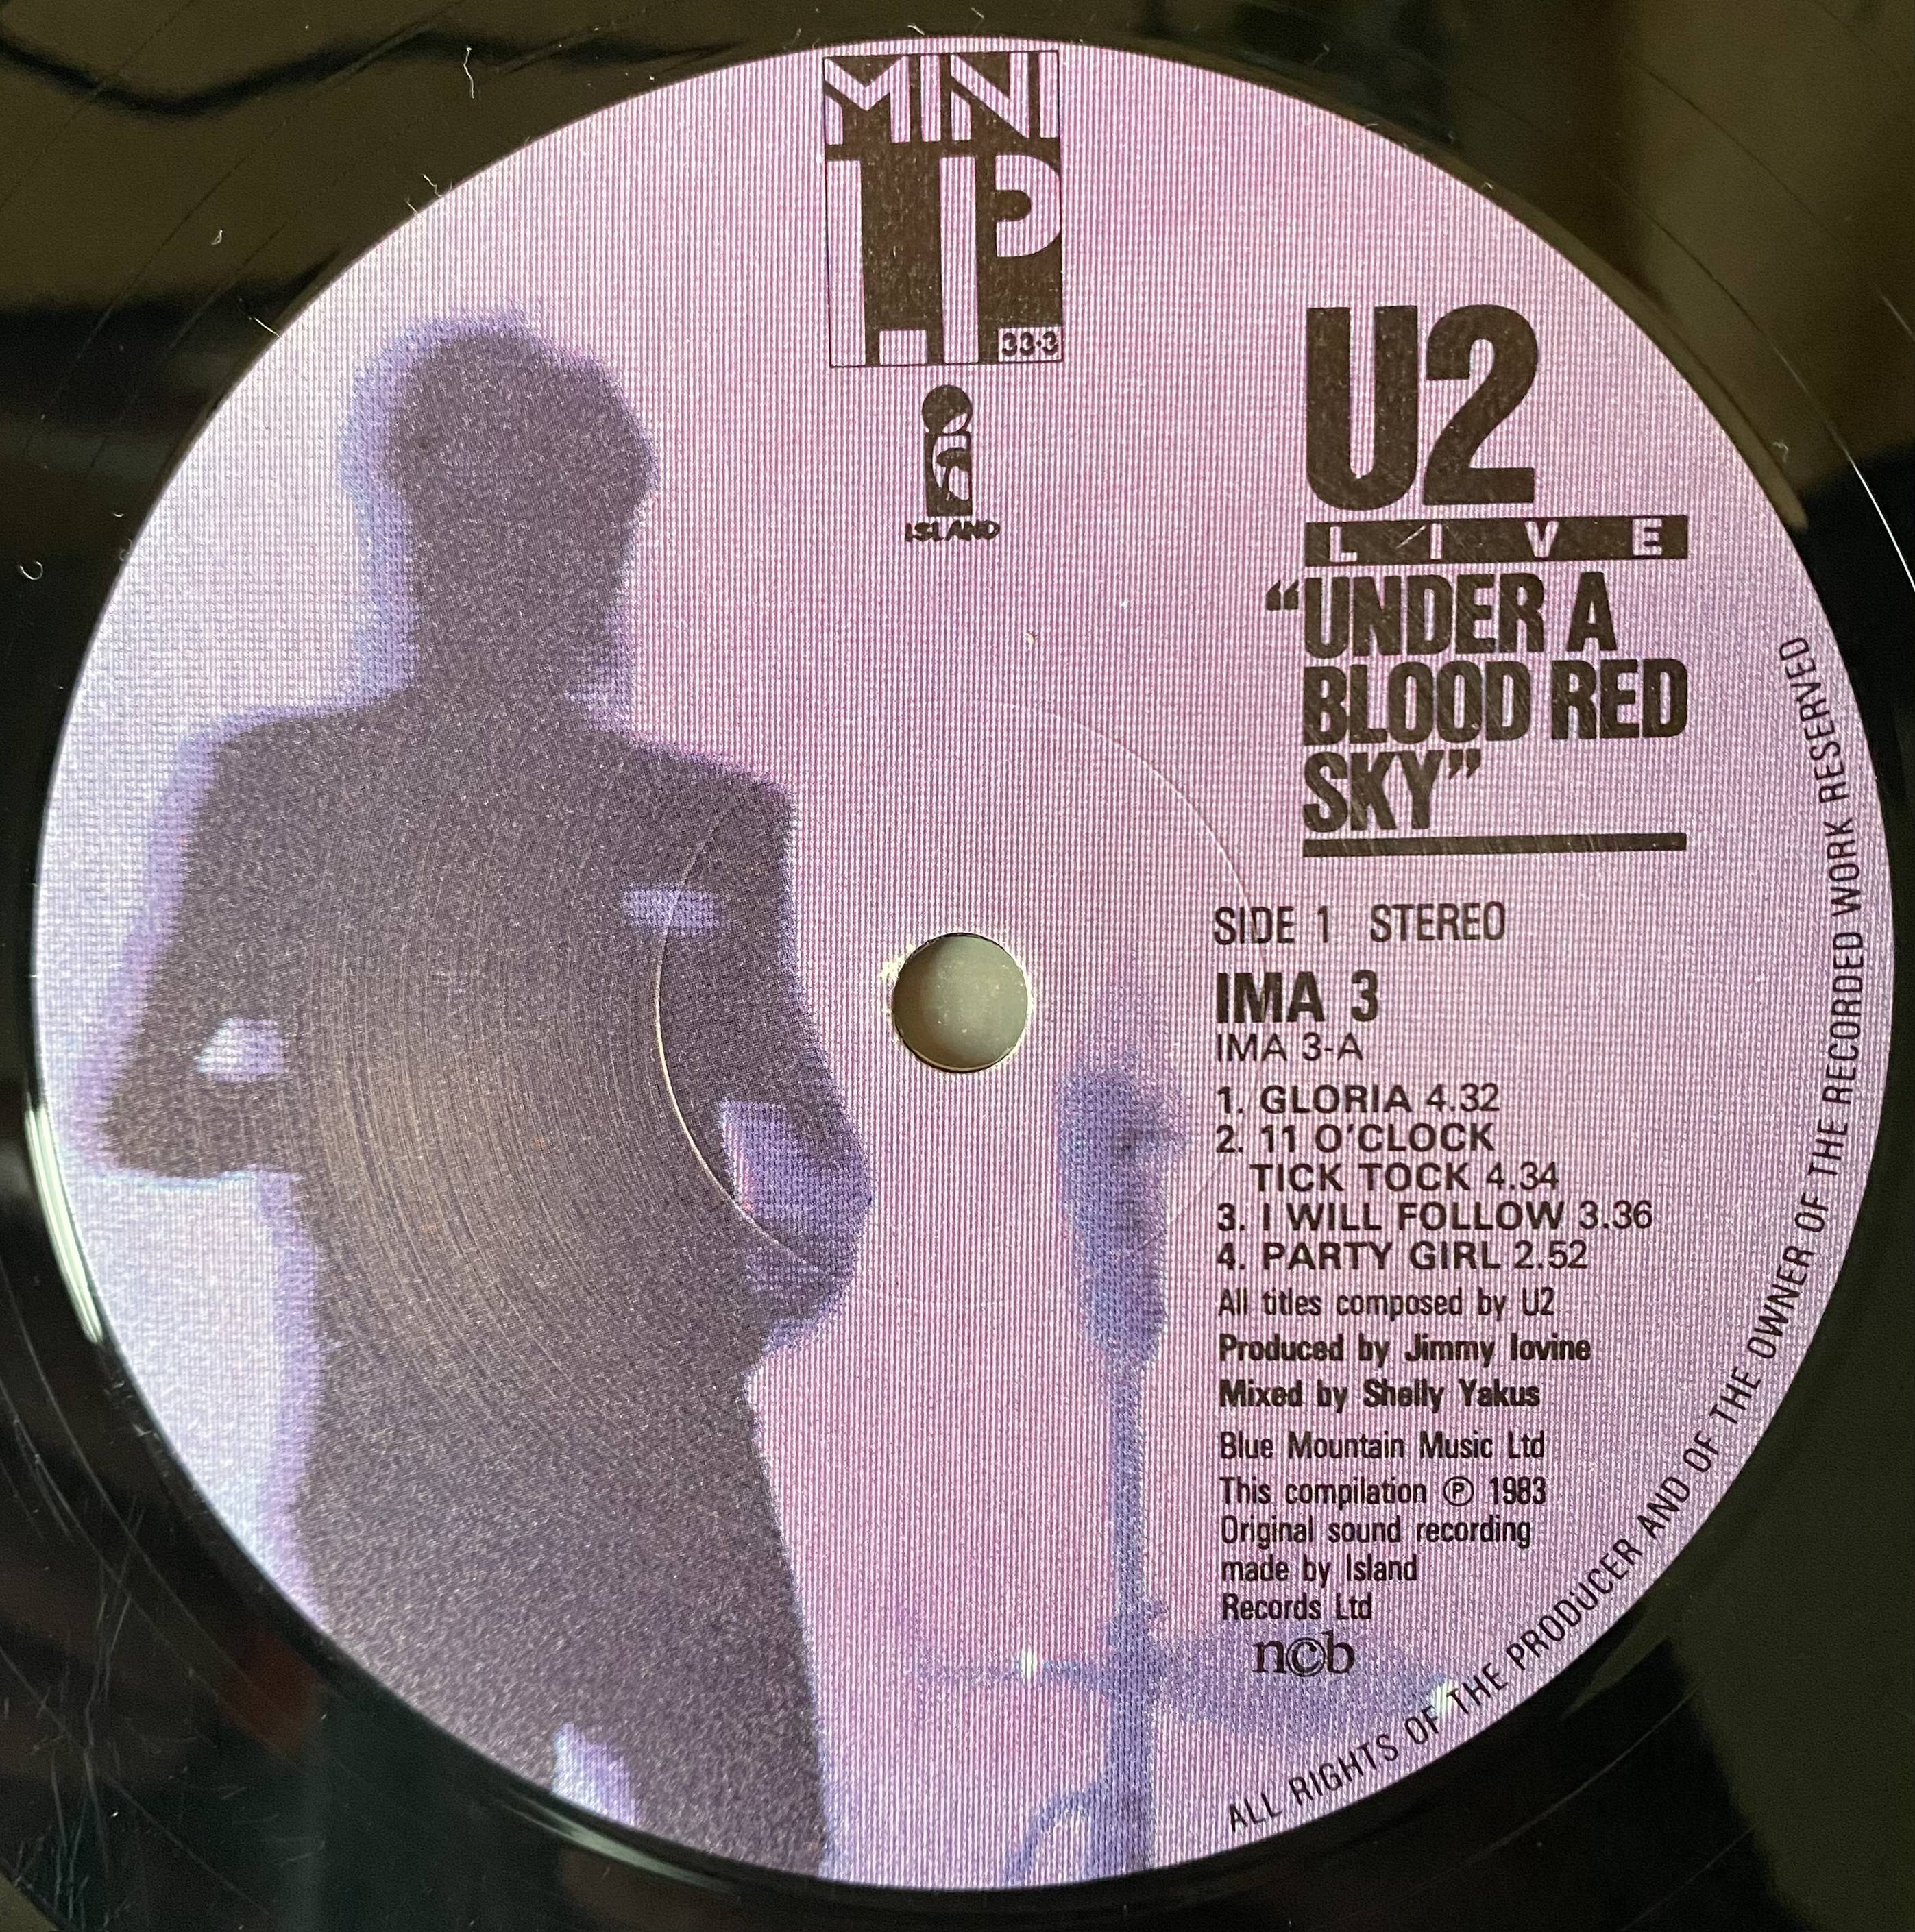 MINI
LP
33·3
ISLAND
U2
LIVE
“UNDER A
BLOOD RED
SKY”
SIDE 1 STEREO
IMA 3
IMA 3-A
1. GLORIA 4.32
2. 11 O'CLOCK
TICK TOCK 4.34
3. I WILL FOLLOW 3.36
4. PARTY GIRL 2.52
All titles composed by U2
Produced by Jimmy Iovine
Mixed by Shelly Yakus
Blue Mountain Music Ltd
This compilation ℗ 1983
Original sound recording
made by Island
Records Ltd
n©b
ALL RIGHTS OF THE PRODUCER AND OF THE OWNER OF THE RECORDED WORK RESERVED